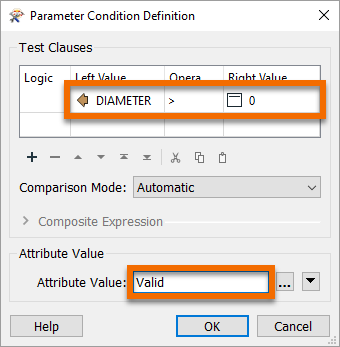 Parameter Condition Definition
Test Clauses
Logic Left Value Opera Right Value
DIAMETER > 0
Comparison Mode: Automatic
Composite Expression
Attribute Value
Attribute Value: Valid ...
Help OK Cancel